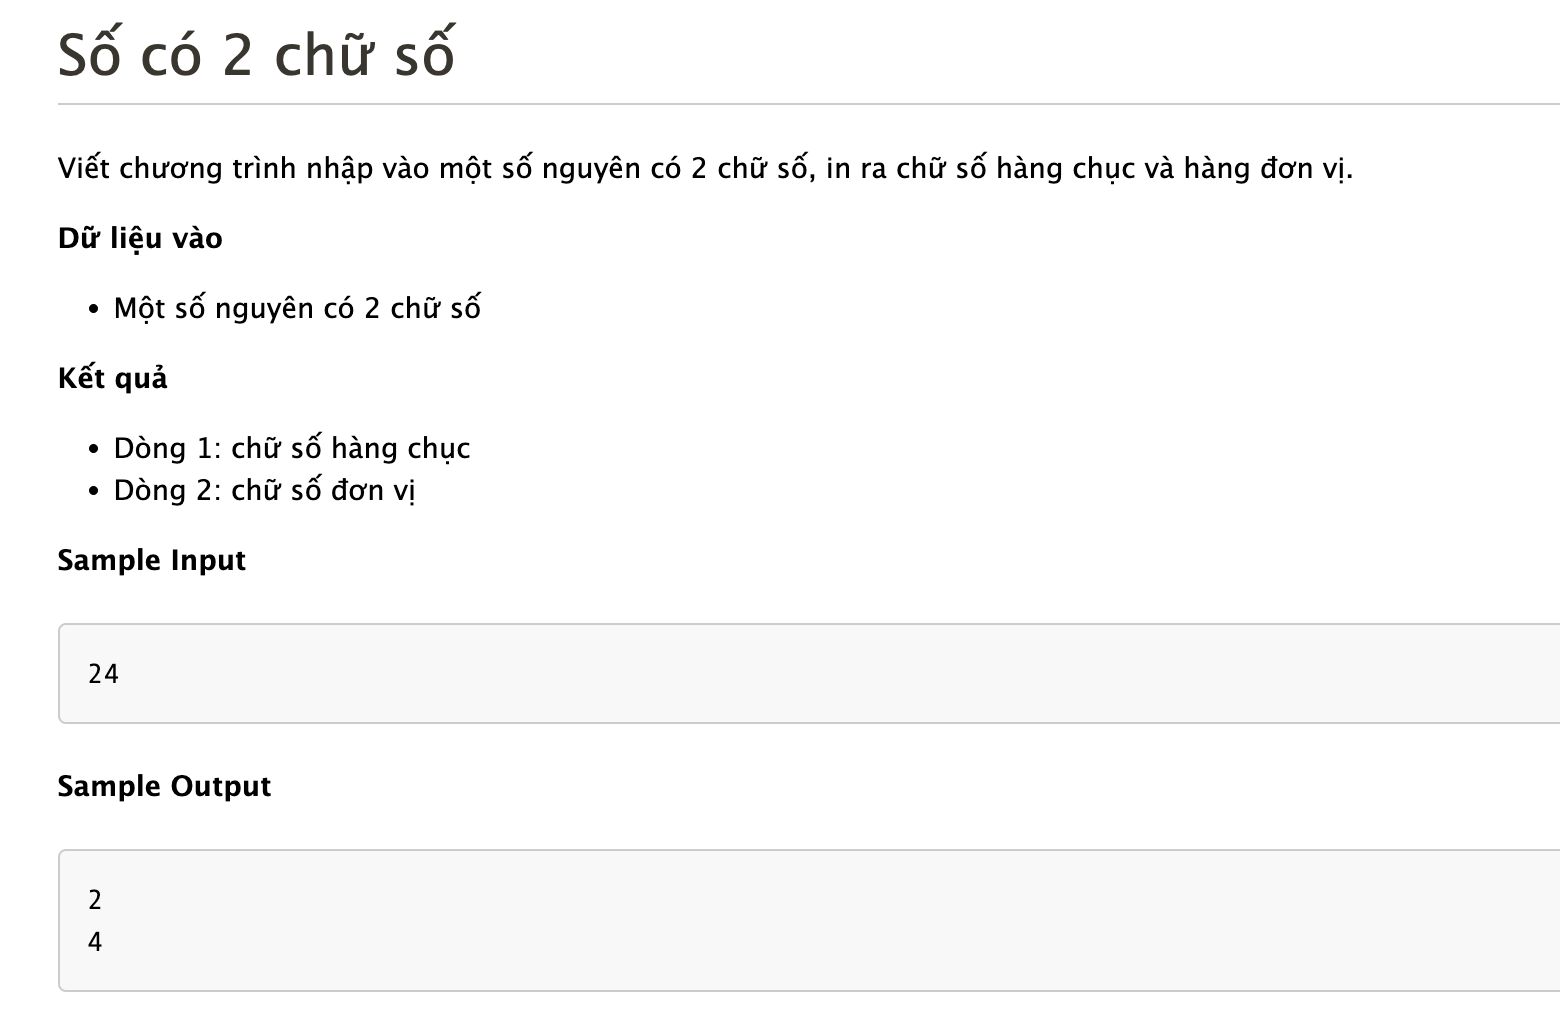 Số có 2 chữ số
Viết chương trình nhập vào một số nguyên có 2 chữ số, in ra chữ số hàng chục và hàng đơn vị.
Dữ liệu vào
• Một số nguyên có 2 chữ số
Kết quả
• Dòng 1: chữ số hàng chục
• Dòng 2: chữ số đơn vị
Sample Input
24
Sample Output
2
4